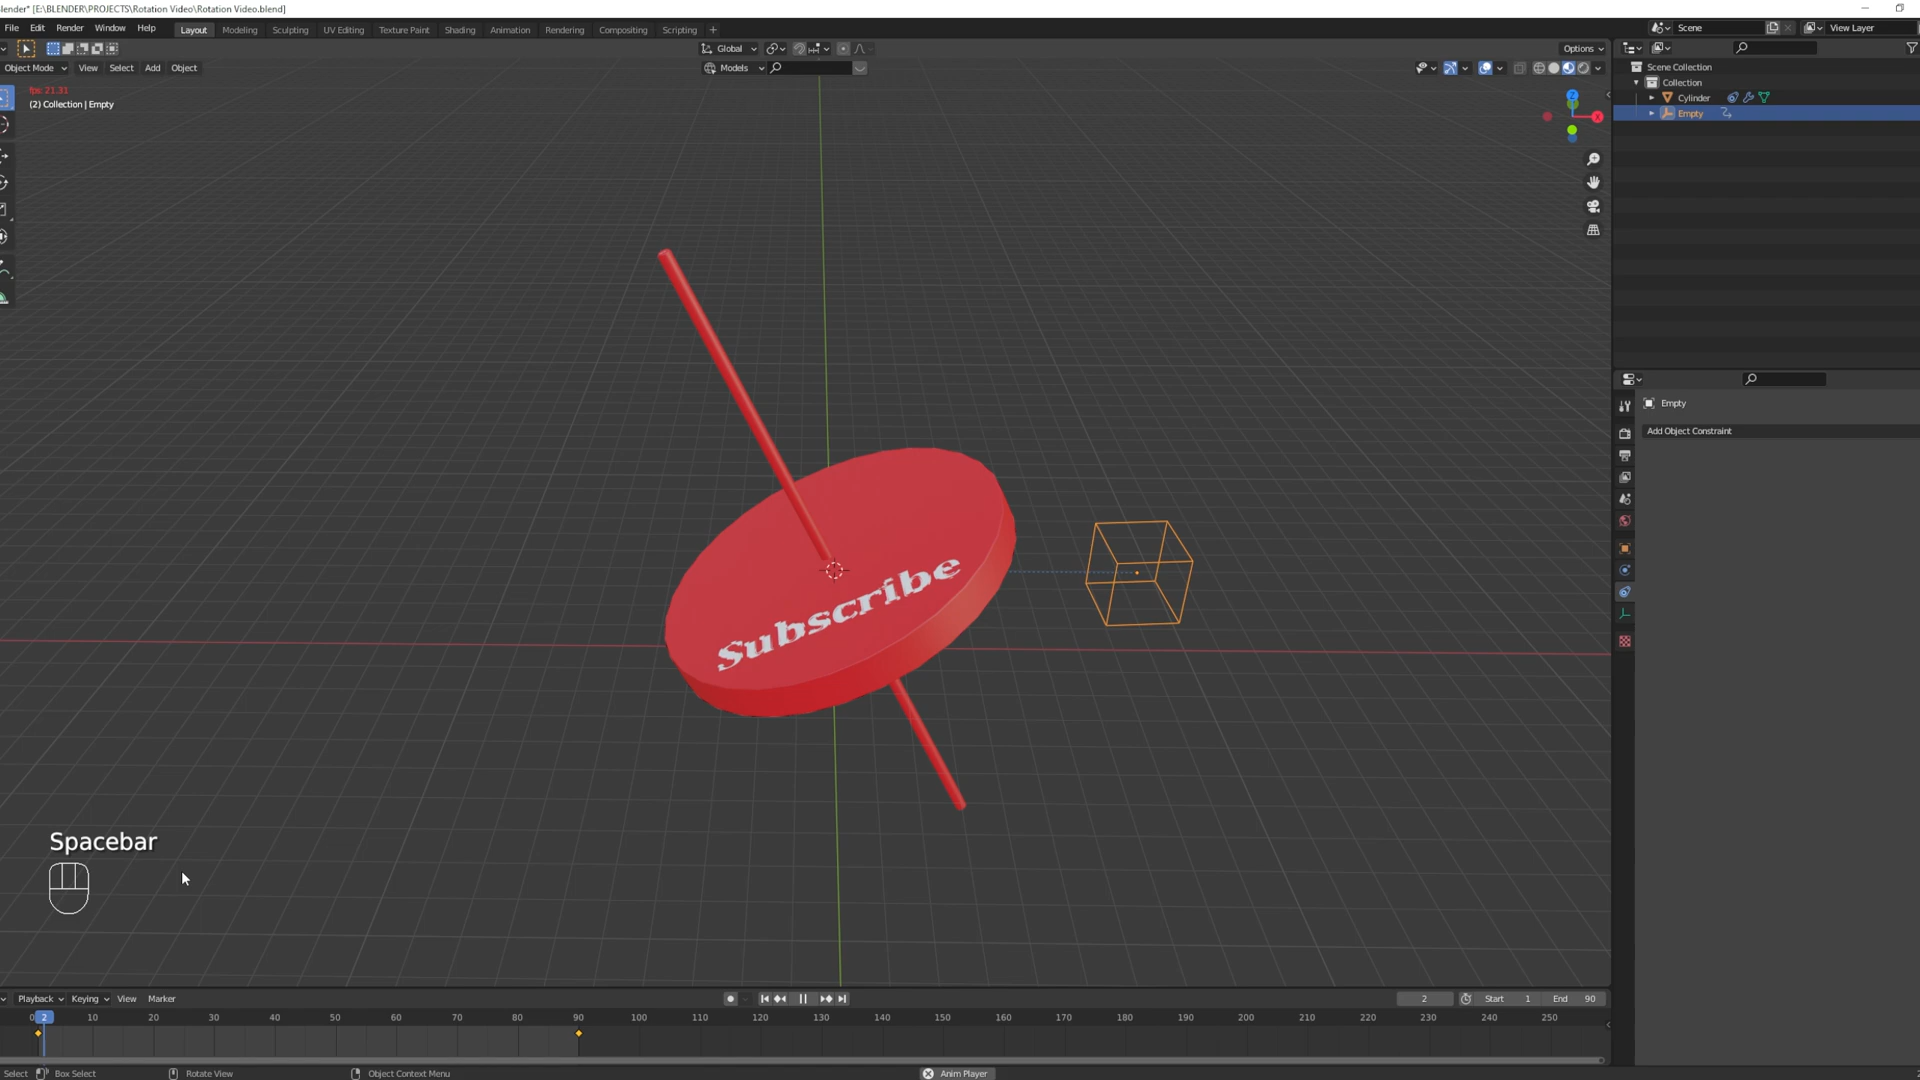 lender* [E:\BLENDER\PROJECTS\Rotation Video\Rotation Video.blend]
File Edit Render Window Help Layout Modeling Sculpting UV Editing Texture Paint Shading Animation Rendering Compositing Scripting + Scene View Layer
Global Options
Object Mode View Select Add Object Models
Scene Collection
Collection
Cylinder
Empty
fps: 21.31
(2) Collection | Empty
Z
X
Empty
Add Object Constraint
Subscribe
Spacebar
Playback Keying View Marker 2 Start 1 End 90
0 2 10 20 30 40 50 60 70 80 90 100 110 120 130 140 150 160 170 180 190 200 210 220 230 240 250
Select Box Select Rotate View Object Context Menu Anim Player